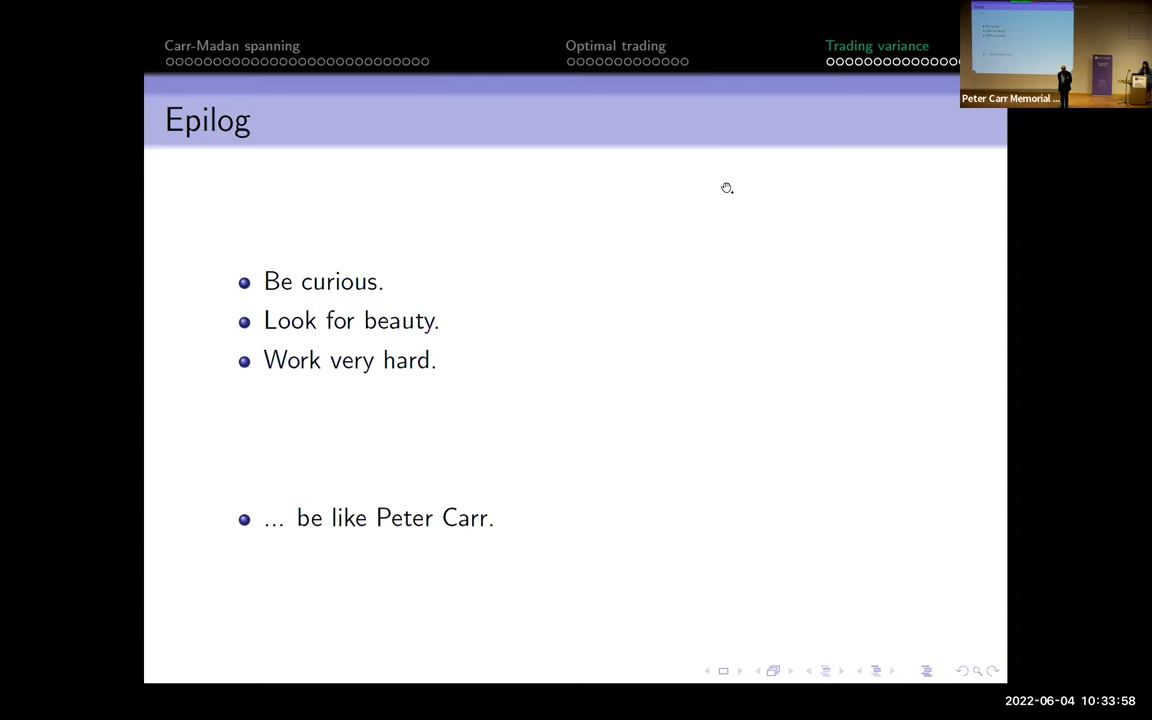 Carr-Madan spanning
Optimal trading
Trading variance
Peter Carr Memorial ...
Epilog
Be curious.
Look for beauty.
Work very hard.
... be like Peter Carr.
2022-06-04 10:33:58